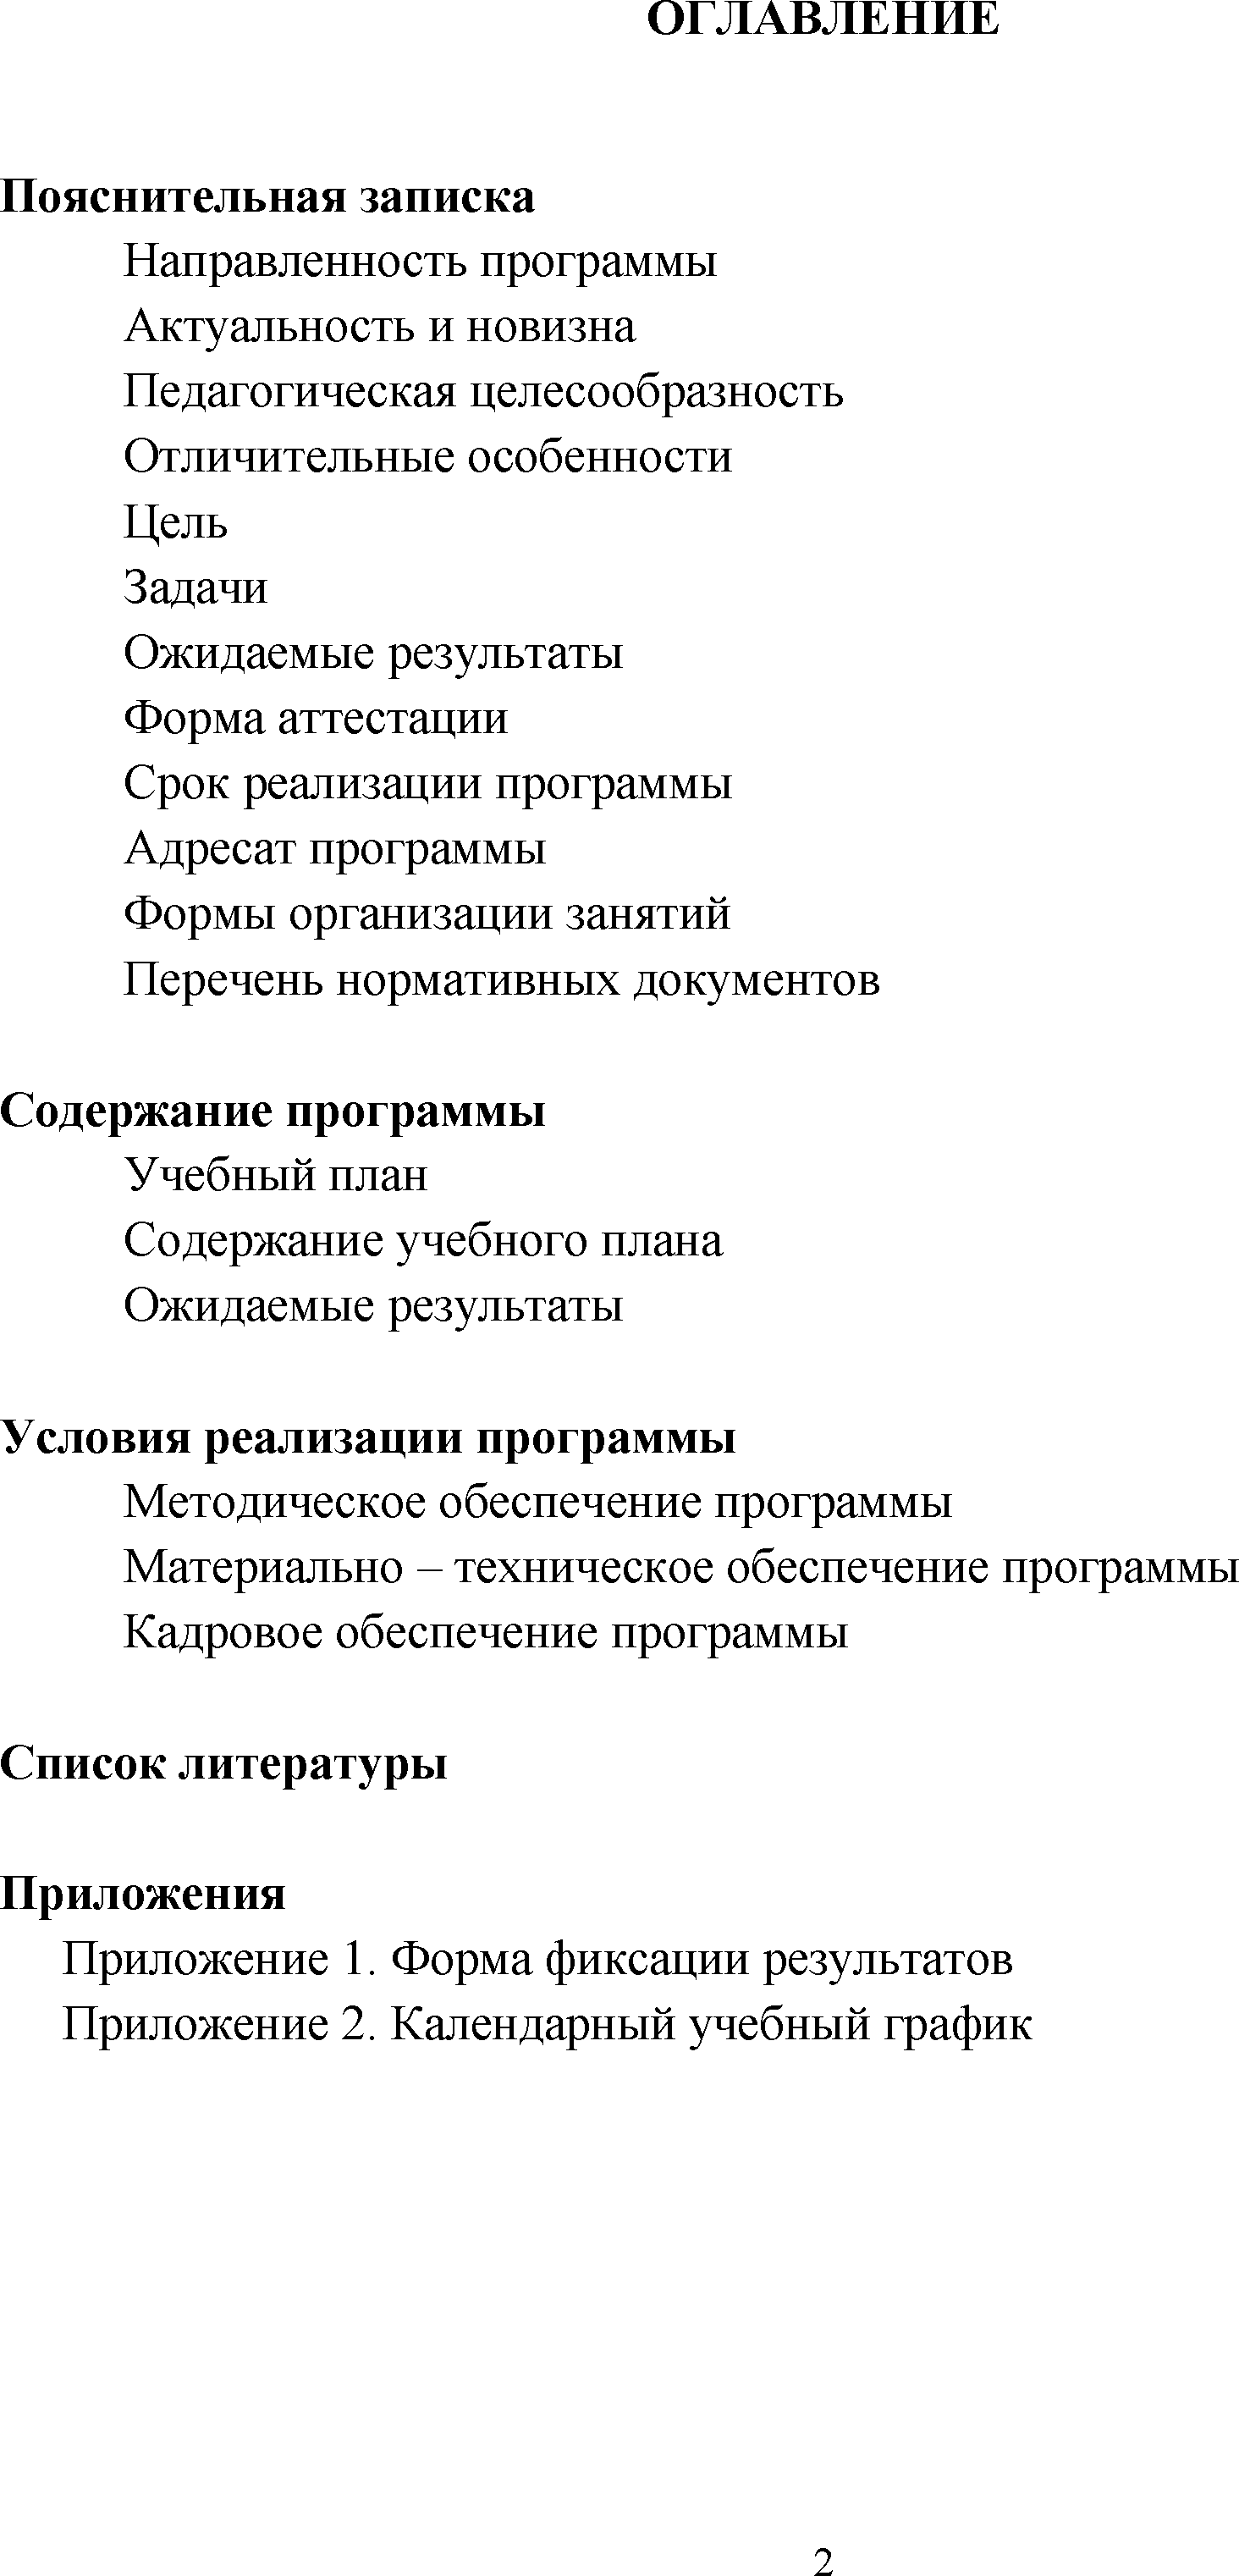 ОГЛАВЛЕНИЕ
Пояснительная записка
Направленность программы
Актуальность и новизна
Педагогическая целесообразность
Отличительные особенности
Цель
Задачи
Ожидаемые результаты
Форма аттестации
Срок реализации программы
Адресат программы
Формы организации занятий
Перечень нормативных документов
Содержание программы
Учебный план
Содержание учебного плана
Ожидаемые результаты
Условия реализации программы
Методическое обеспечение программы
Материально – техническое обеспечение программы
Кадровое обеспечение программы
Список литературы
Приложения
Приложение 1. Форма фиксации результатов
Приложение 2. Календарный учебный график
2